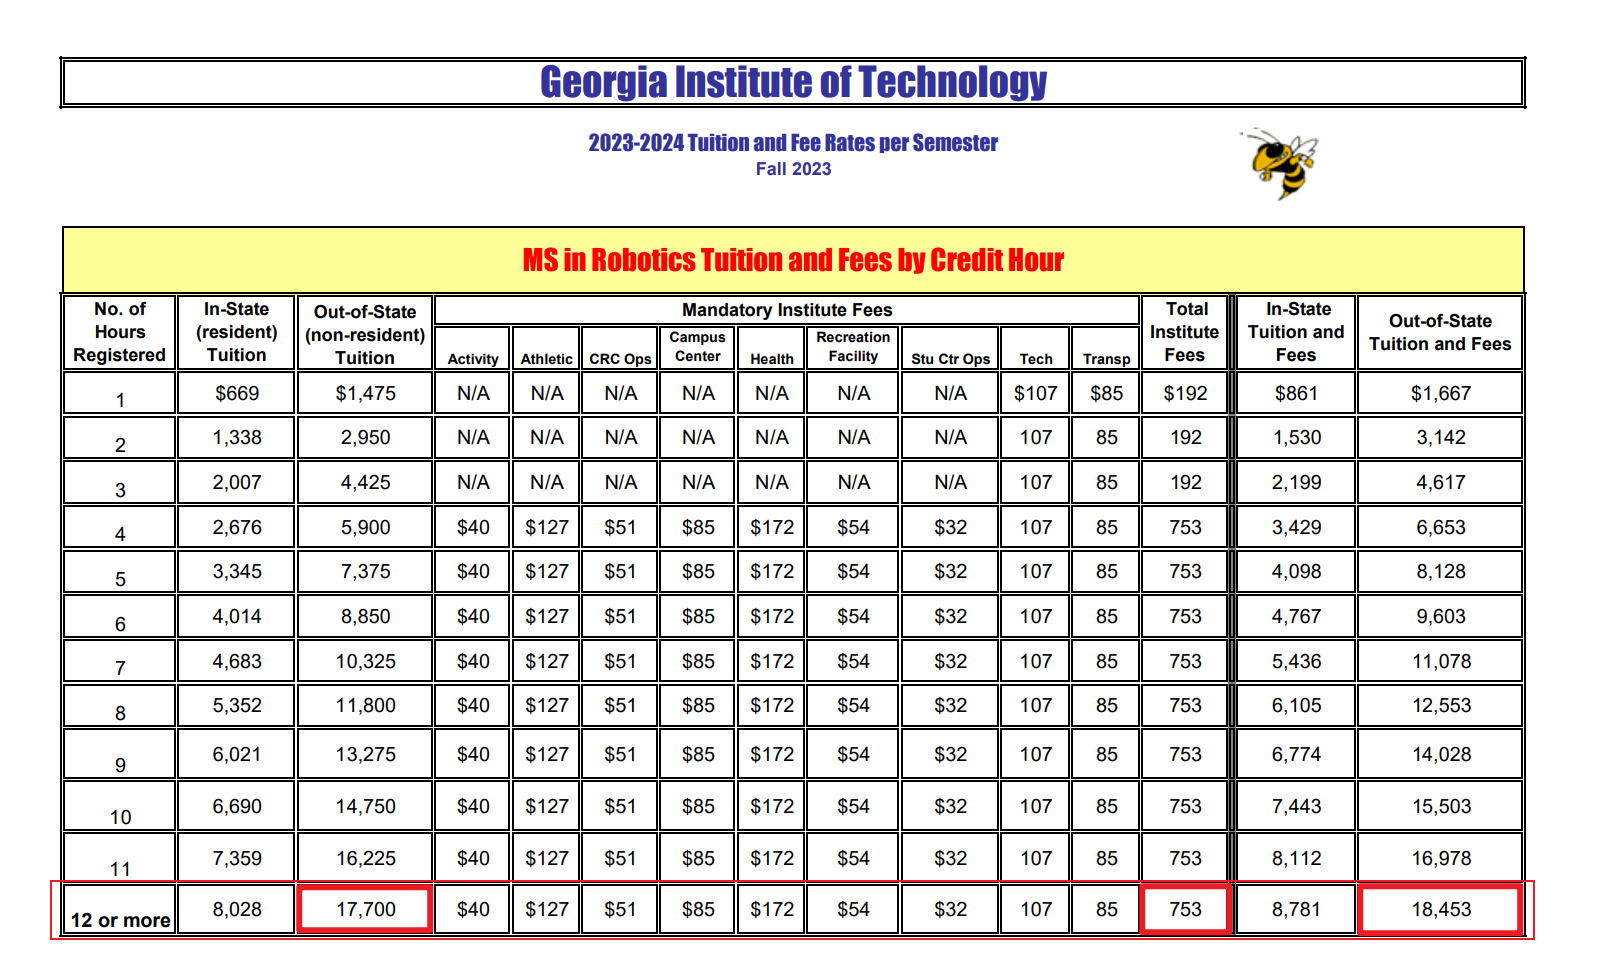 Georgia Institute of Technology
2023-2024 Tuition and Fee Rates per Semester
Fall 2023
MS in Robotics Tuition and Fees by Credit Hour
No. of Hours Registered In-State (resident) Tuition Out-of-State (non-resident) Tuition Mandatory Institute Fees Total Institute Fees In-State Tuition and Fees Out-of-State Tuition and Fees
Activity Athletic CRC Ops Campus Center Health Recreation Facility Stu Ctr Ops Tech Transp
1 $669 $1,475 N/A N/A N/A N/A N/A N/A N/A $107 $85 $192 $861 $1,667
2 1,338 2,950 N/A N/A N/A N/A N/A N/A N/A 107 85 192 1,530 3,142
3 2,007 4,425 N/A N/A N/A N/A N/A N/A N/A 107 85 192 2,199 4,617
4 2,676 5,900 $40 $127 $51 $85 $172 $54 $32 107 85 753 3,429 6,653
5 3,345 7,375 $40 $127 $51 $85 $172 $54 $32 107 85 753 4,098 8,128
6 4,014 8,850 $40 $127 $51 $85 $172 $54 $32 107 85 753 4,767 9,603
7 4,683 10,325 $40 $127 $51 $85 $172 $54 $32 107 85 753 5,436 11,078
8 5,352 11,800 $40 $127 $51 $85 $172 $54 $32 107 85 753 6,105 12,553
9 6,021 13,275 $40 $127 $51 $85 $172 $54 $32 107 85 753 6,774 14,028
10 6,690 14,750 $40 $127 $51 $85 $172 $54 $32 107 85 753 7,443 15,503
11 7,359 16,225 $40 $127 $51 $85 $172 $54 $32 107 85 753 8,112 16,978
12 or more 8,028 17,700 $40 $127 $51 $85 $172 $54 $32 107 85 753 8,781 18,453